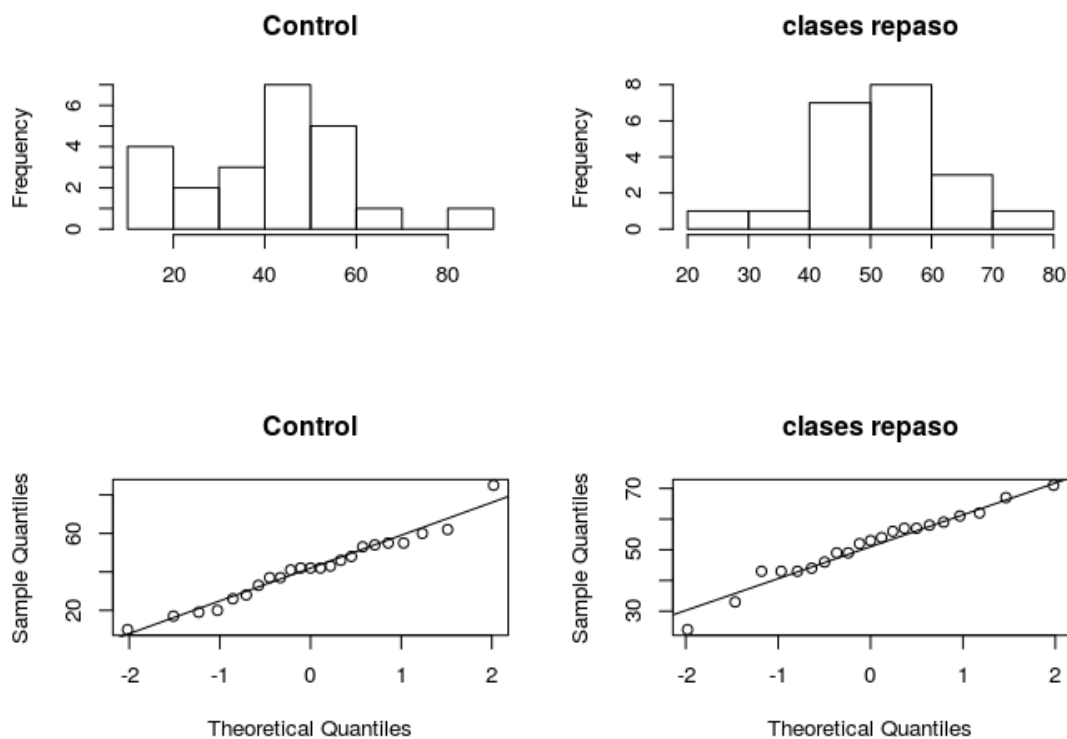 Control
clases repaso
Frequency
0 2 4 6
20 40 60 80
Frequency
0 2 4 6 8
20 30 40 50 60 70 80
Control
clases repaso
Sample Quantiles
20 60
-2 -1 0 1 2
Theoretical Quantiles
Sample Quantiles
30 50 70
-2 -1 0 1 2
Theoretical Quantiles